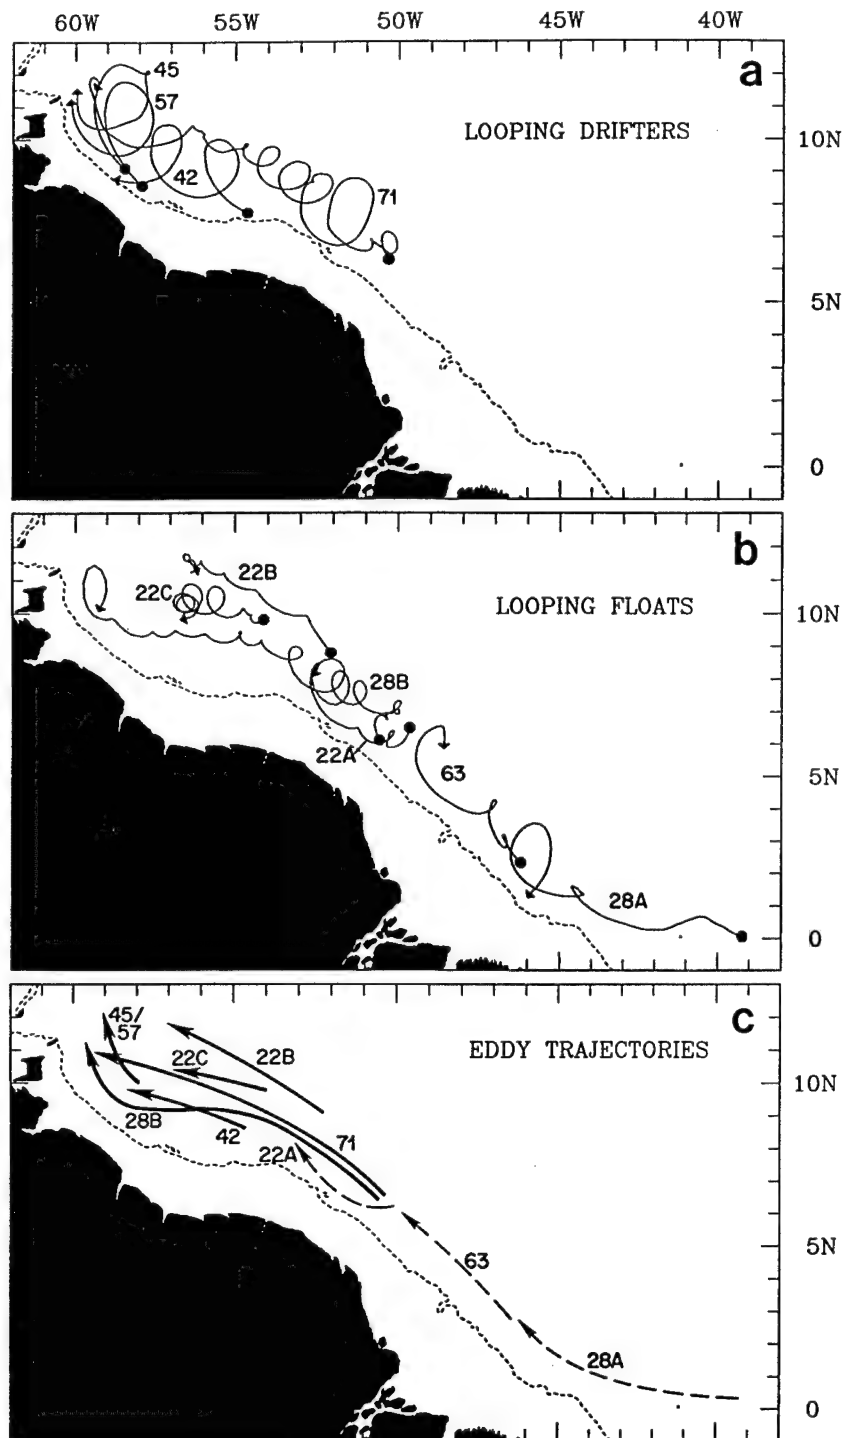 60W 55W 50W 45W 40W
a
45
57
LOOPING DRIFTERS
10N
42
71
5N
0
b
22B
22C
LOOPING FLOATS
10N
28B
22A
63
5N
28A
0
c
45/
57
22C
22B
EDDY TRAJECTORIES
10N
28B
42
71
22A
63
5N
28A
0